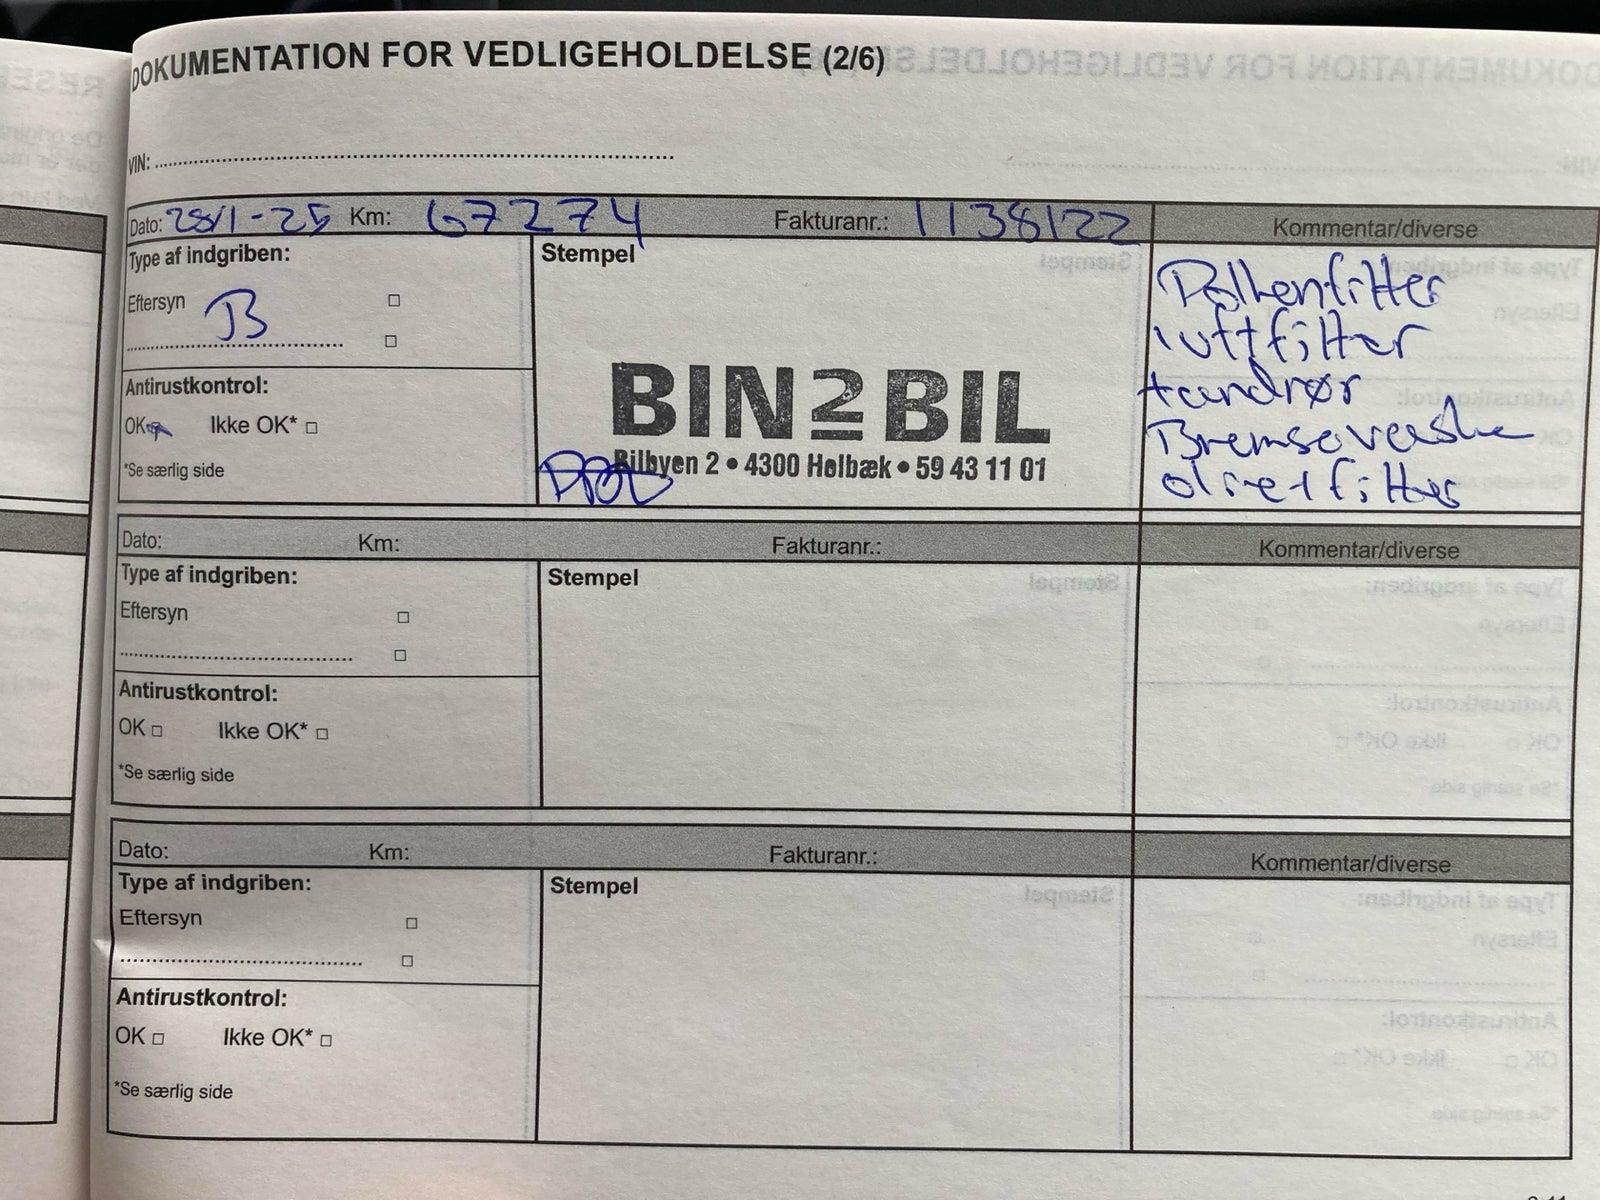 DOKUMENTATION FOR VEDLIGEHOLDELSE (2/6)
VIN:
Dato: 28/1-25 Km: 67274 Fakturanr.: 1138122 Kommentar/diverse
Type af indgriben:
Eftersyn B
Antirustkontrol:
OK Ikke OK*
*Se særlig side
Stempel
BIN2BIL
Bilbyen 2 • 4300 Holbæk • 59 43 11 01
Pollenfilter
luftfilter
tændrør
Bremsevæske
olie+filter
Dato: Km: Fakturanr.: Kommentar/diverse
Type af indgriben:
Eftersyn
Antirustkontrol:
OK Ikke OK*
*Se særlig side
Stempel
Dato: Km: Fakturanr.: Kommentar/diverse
Type af indgriben:
Eftersyn
Antirustkontrol:
OK Ikke OK*
*Se særlig side
Stempel